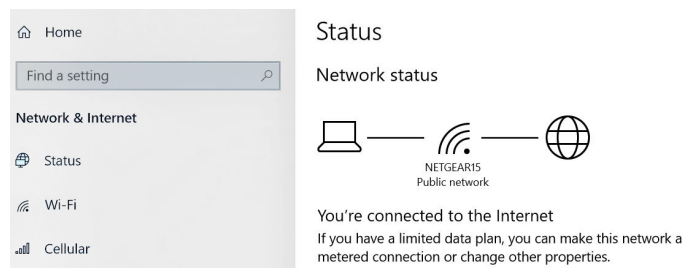 Home
Find a setting
Network & Internet
Status
Wi-Fi
Cellular
Status
Network status
NETGEAR15
Public network
You're connected to the Internet
If you have a limited data plan, you can make this network a
metered connection or change other properties.